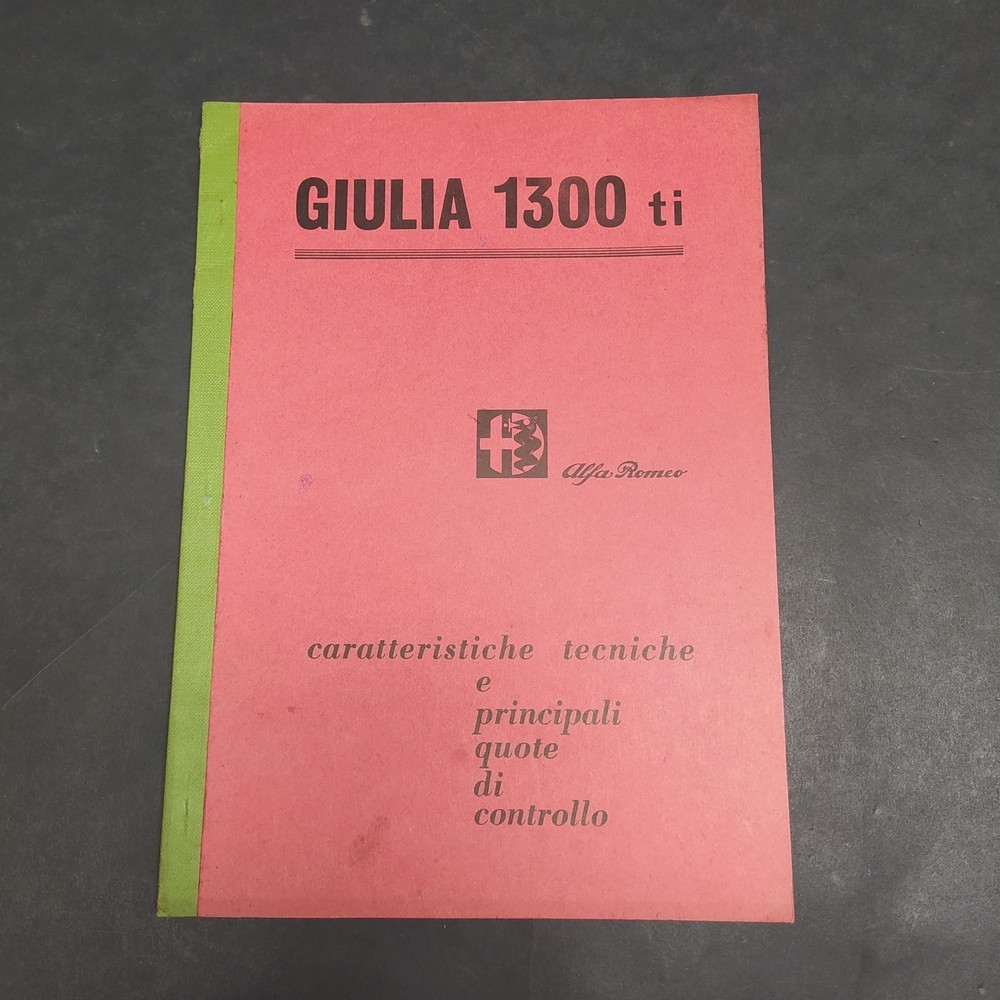 GIULIA 1300 ti
Alfa Romeo
caratteristiche tecniche
e
principali
quote
di
controllo